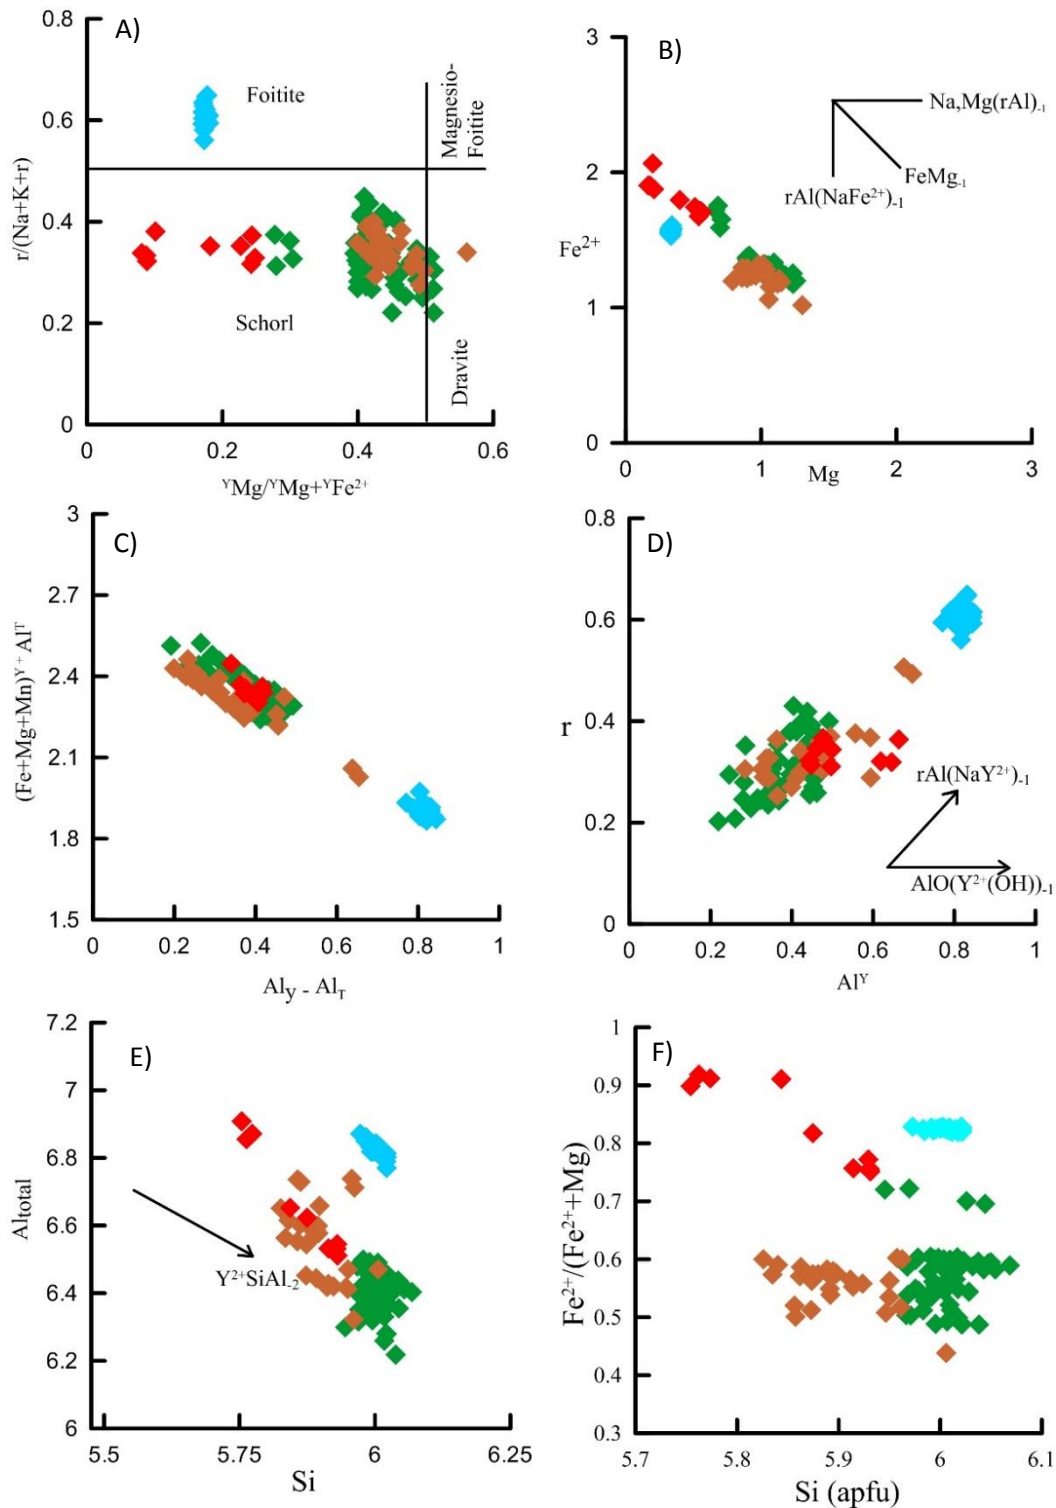 A)
0.8
0.6
0.4
0.2
0
r/(Na+K+r)
Foitite
Magnesio-
Foitite
Schorl
Dravite
0
0.2
0.4
0.6
ʸMg/ʸMg+ʸFe²⁺
B)
3
2
1
0
Fe²⁺
Na,Mg(rAl)₋₁
FeMg₋₁
rAl(NaFe²⁺)₋₁
0
1
2
3
Mg
C)
3
2.7
2.4
2.1
1.8
1.5
(Fe+Mg+Mn)ʸ⁺ Alᵀ
0
0.2
0.4
0.6
0.8
1
Aly - Alᴛ
D)
0.8
0.6
0.4
0.2
0
r
rAl(NaY²⁺)₋₁
AlO(Y²⁺(OH))₋₁
0
0.2
0.4
0.6
0.8
1
Alʸ
E)
7.2
7
6.8
6.6
6.4
6.2
6
Altotal
Y²⁺SiAl₋₂
5.5
5.75
6
6.25
Si
F)
1
0.9
0.8
0.7
0.6
0.5
0.4
0.3
Fe²⁺/(Fe²⁺+Mg)
5.7
5.8
5.9
6
6.1
Si (apfu)